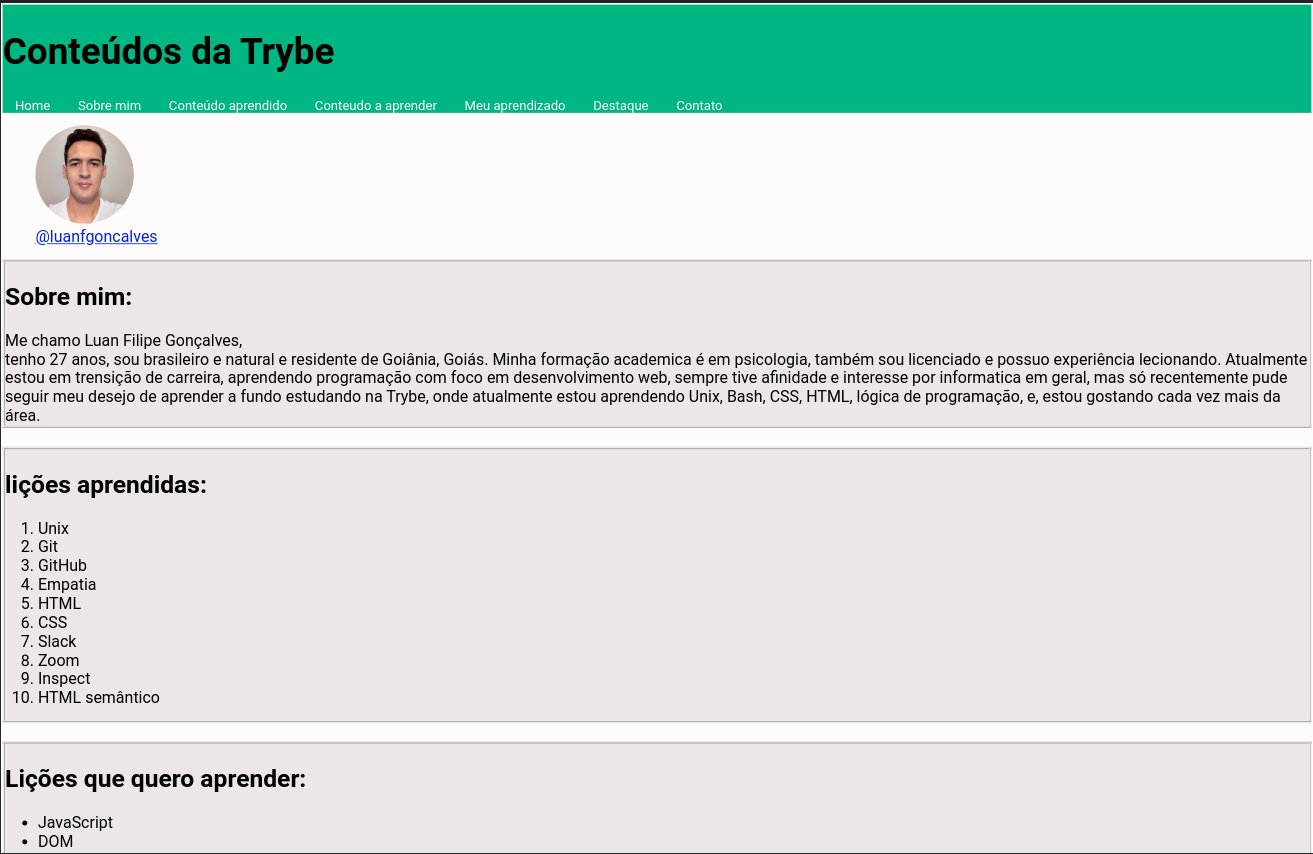 Conteúdos da Trybe
Home Sobre mim Conteúdo aprendido Conteudo a aprender Meu aprendizado Destaque Contato
@luanfgoncalves
Sobre mim:
Me chamo Luan Filipe Gonçalves,
tenho 27 anos, sou brasileiro e natural e residente de Goiânia, Goiás. Minha formação academica é em psicologia, também sou licenciado e possuo experiência lecionando. Atualmente
estou em trensição de carreira, aprendendo programação com foco em desenvolvimento web, sempre tive afinidade e interesse por informatica em geral, mas só recentemente pude
seguir meu desejo de aprender a fundo estudando na Trybe, onde atualmente estou aprendendo Unix, Bash, CSS, HTML, lógica de programação, e, estou gostando cada vez mais da
área.
lições aprendidas:
1. Unix
2. Git
3. GitHub
4. Empatia
5. HTML
6. CSS
7. Slack
8. Zoom
9. Inspect
10. HTML semântico
Lições que quero aprender:
• JavaScript
• DOM